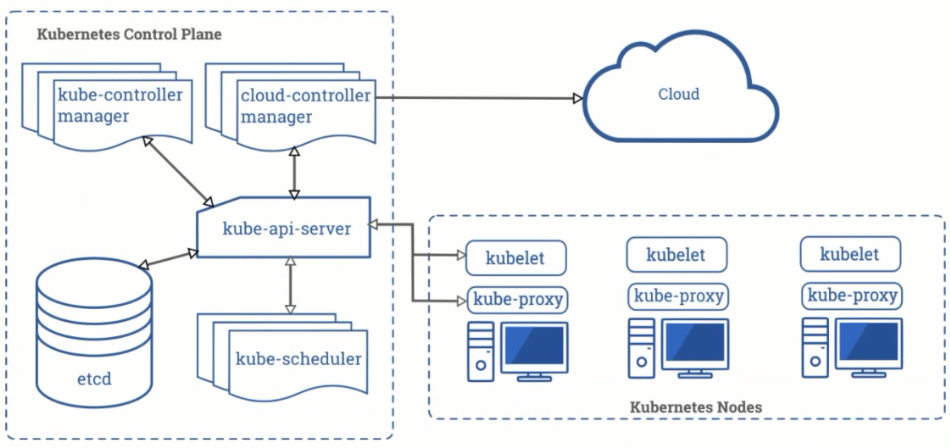 Kubernetes Control Plane
kube-controller
manager
cloud-controller
manager
Cloud
kube-api-server
etcd
kube-scheduler
kubelet
kube-proxy
kubelet
kube-proxy
kubelet
kube-proxy
Kubernetes Nodes